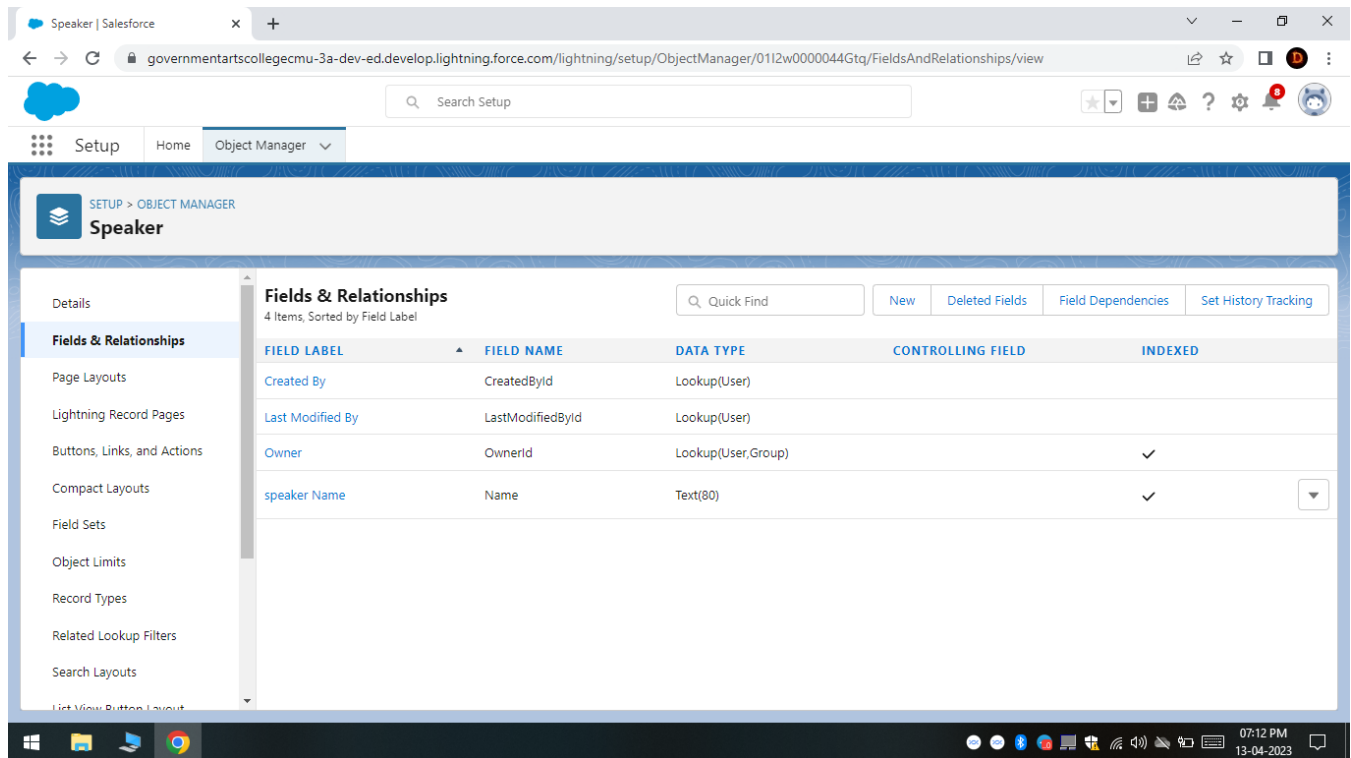 Speaker | Salesforce
governmentartscollegecmu-3a-dev-ed.develop.lightning.force.com/lightning/setup/ObjectManager/01I2w0000044Gtq/FieldsAndRelationships/view
D
Search Setup
8
Setup Home Object Manager
SETUP > OBJECT MANAGER
Speaker
Details
Fields & Relationships
Page Layouts
Lightning Record Pages
Buttons, Links, and Actions
Compact Layouts
Field Sets
Object Limits
Record Types
Related Lookup Filters
Search Layouts
List View Button Layout
Fields & Relationships
4 Items, Sorted by Field Label
Quick Find New Deleted Fields Field Dependencies Set History Tracking
FIELD LABEL FIELD NAME DATA TYPE CONTROLLING FIELD INDEXED
Created By CreatedById Lookup(User)
Last Modified By LastModifiedById Lookup(User)
Owner OwnerId Lookup(User,Group)
speaker Name Name Text(80)
07:12 PM
13-04-2023